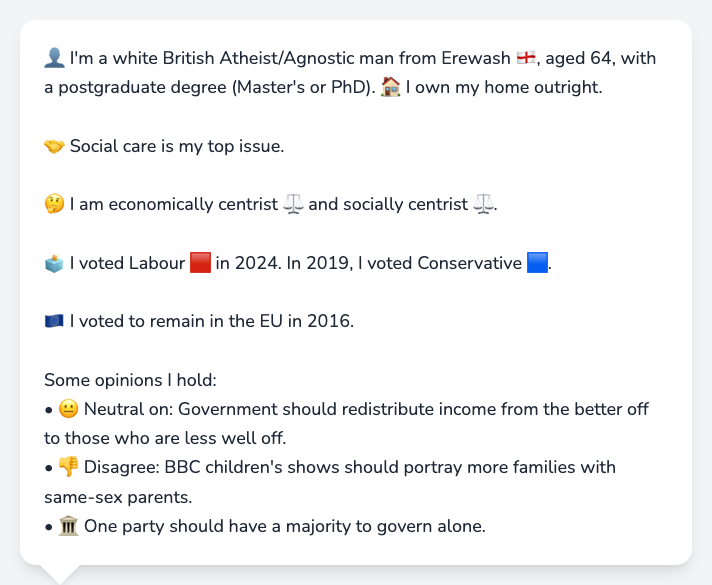 👤 I'm a white British Atheist/Agnostic man from Erewash 🏴󠁧󠁢󠁥󠁮󠁧󠁿, aged 64, with
a postgraduate degree (Master's or PhD). 🏠 I own my home outright.
🤝 Social care is my top issue.
🤔 I am economically centrist ⚖️ and socially centrist ⚖️.
🗳️ I voted Labour 🟥 in 2024. In 2019, I voted Conservative 🟦.
🇪🇺 I voted to remain in the EU in 2016.
Some opinions I hold:
• 😐 Neutral on: Government should redistribute income from the better off
to those who are less well off.
• 👎 Disagree: BBC children's shows should portray more families with
same-sex parents.
• 🏛️ One party should have a majority to govern alone.